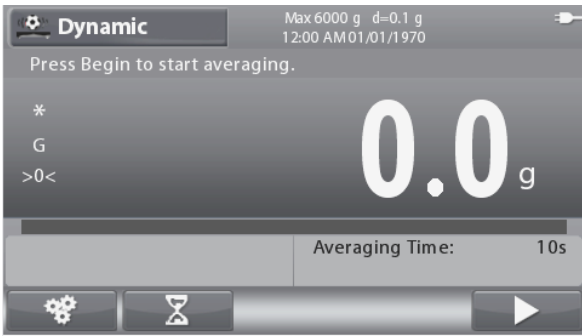 Dynamic
Max 6000 g d=0.1 g
12:00 AM 01/01/1970
Press Begin to start averaging.
*
G
>0<
0.0 g
Averaging Time: 10s